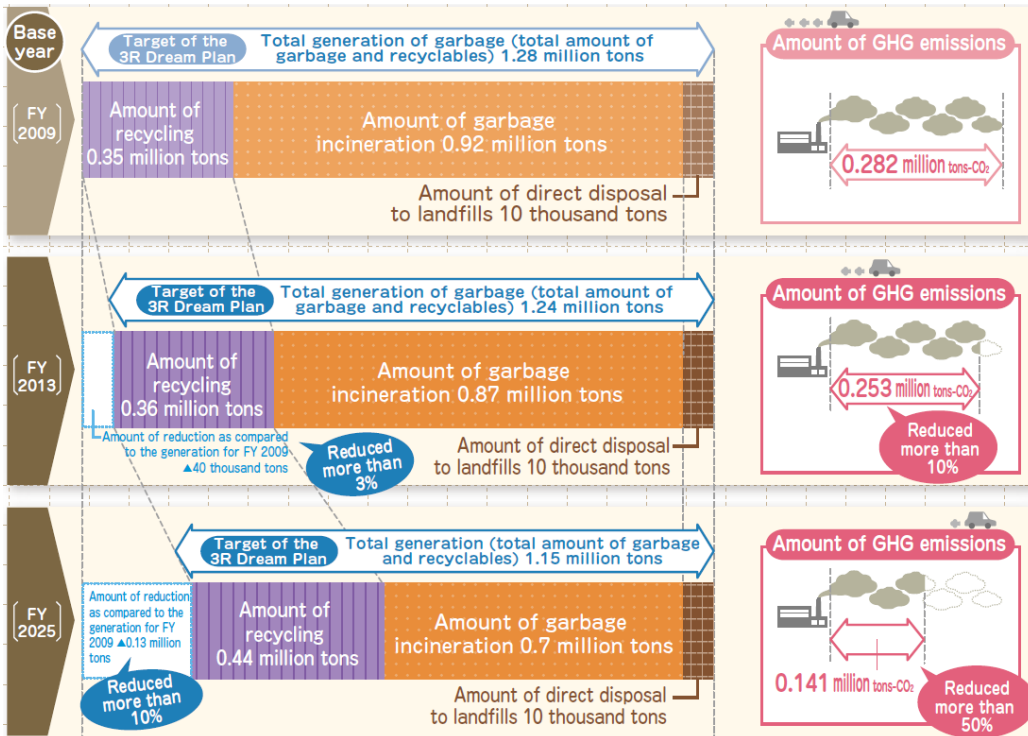 Base
year
FY
2009
Target of the
3R Dream Plan
Total generation of garbage (total amount of
garbage and recyclables) 1.28 million tons
Amount of
recycling
0.35 million tons
Amount of garbage
incineration 0.92 million tons
Amount of direct disposal
to landfills 10 thousand tons
Amount of GHG emissions
0.282 million tons-CO₂
FY
2013
Target of the
3R Dream Plan
Total generation of garbage (total amount of
garbage and recyclables) 1.24 million tons
Amount of
recycling
0.36 million tons
Amount of garbage
incineration 0.87 million tons
Amount of reduction as compared
to the generation for FY 2009
▲40 thousand tons
Reduced
more than
3%
Amount of direct disposal
to landfills 10 thousand tons
Amount of GHG emissions
0.253 million tons-CO₂
Reduced
more than
10%
FY
2025
Target of the
3R Dream Plan
Total generation (total amount of garbage
and recyclables) 1.15 million tons
Amount of reduction
as compared to the
generation for FY
2009 ▲0.13 million
tons
Reduced
more than
10%
Amount of
recycling
0.44 million tons
Amount of garbage
incineration 0.7 million tons
Amount of direct disposal
to landfills 10 thousand tons
Amount of GHG emissions
0.141 million tons-CO₂
Reduced
more than
50%